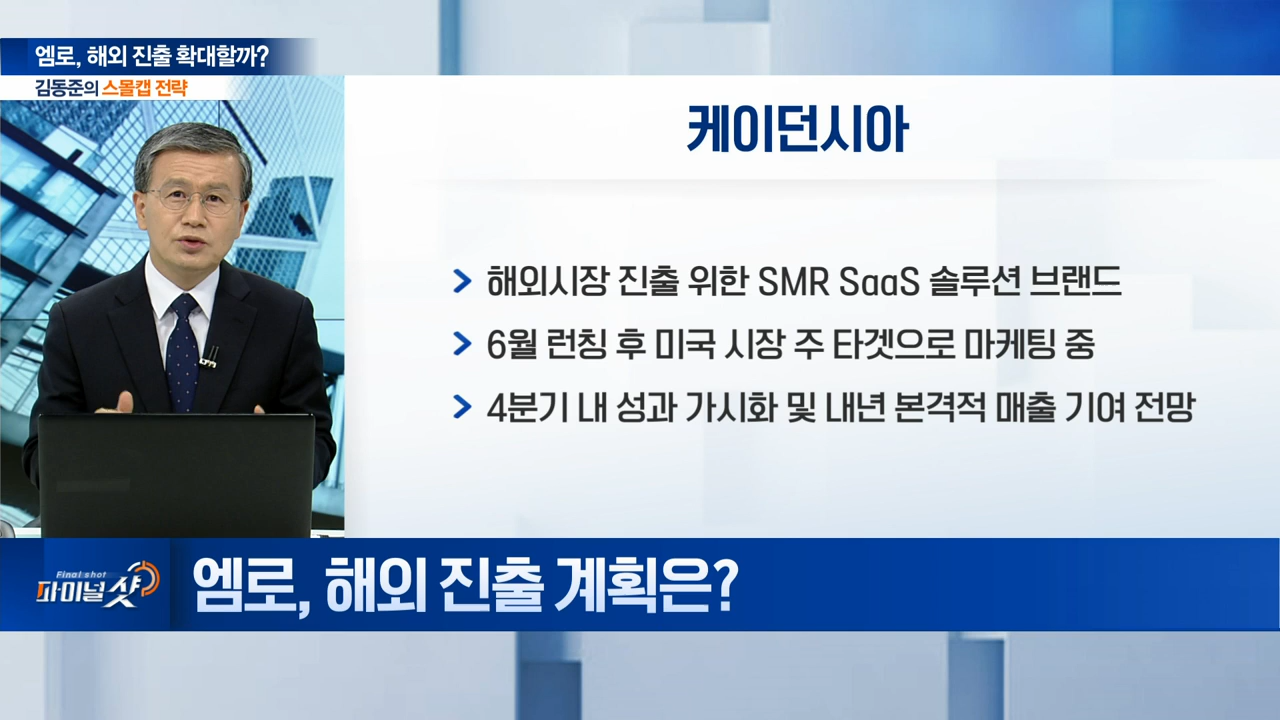 엠로, 해외 진출 확대할까?
김동준의 스몰캡 전략
케이던시아
해외시장 진출 위한 SMR SaaS 솔루션 브랜드
6월 런칭 후 미국 시장 주 타겟으로 마케팅 중
4분기 내 성과 가시화 및 내년 본격적 매출 기여 전망
Final shot
파이널샷
엠로, 해외 진출 계획은?